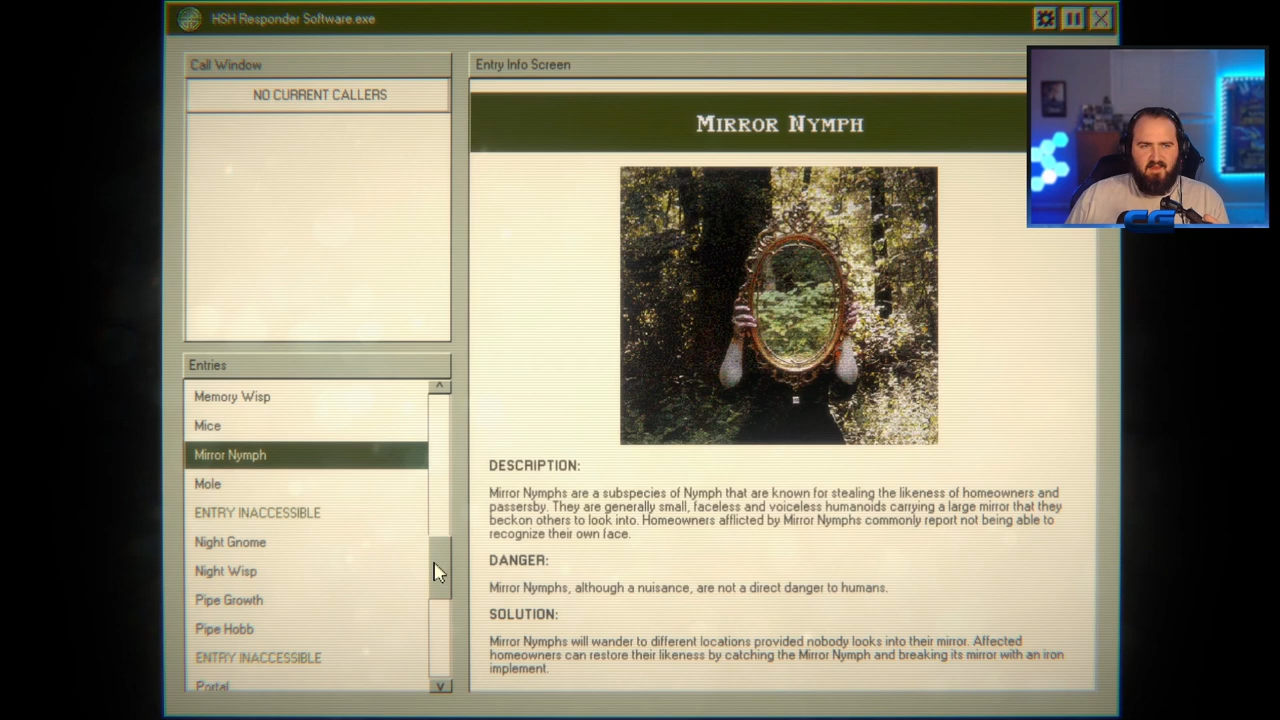 HSH Responder Software.exe
Call Window
NO CURRENT CALLERS
Entries
Memory Wisp
Mice
Mirror Nymph
Mole
ENTRY INACCESSIBLE
Night Gnome
Night Wisp
Pipe Growth
Pipe Hobb
ENTRY INACCESSIBLE
Portal
Entry Info Screen
Mirror Nymph
DESCRIPTION:
Mirror Nymphs are a subspecies of Nymph that are known for stealing the likeness of homeowners and
passersby. They are generally small, faceless and voiceless humanoids carrying a large mirror that they
beckon others to look into. Homeowners afflicted by Mirror Nymphs commonly report not being able to
recognize their own face.
DANGER:
Mirror Nymphs, although a nuisance, are not a direct danger to humans.
SOLUTION:
Mirror Nymphs will wander to different locations provided nobody looks into their mirror. Affected
homeowners can restore their likeness by catching the Mirror Nymph and breaking its mirror with an iron
implement.
CG